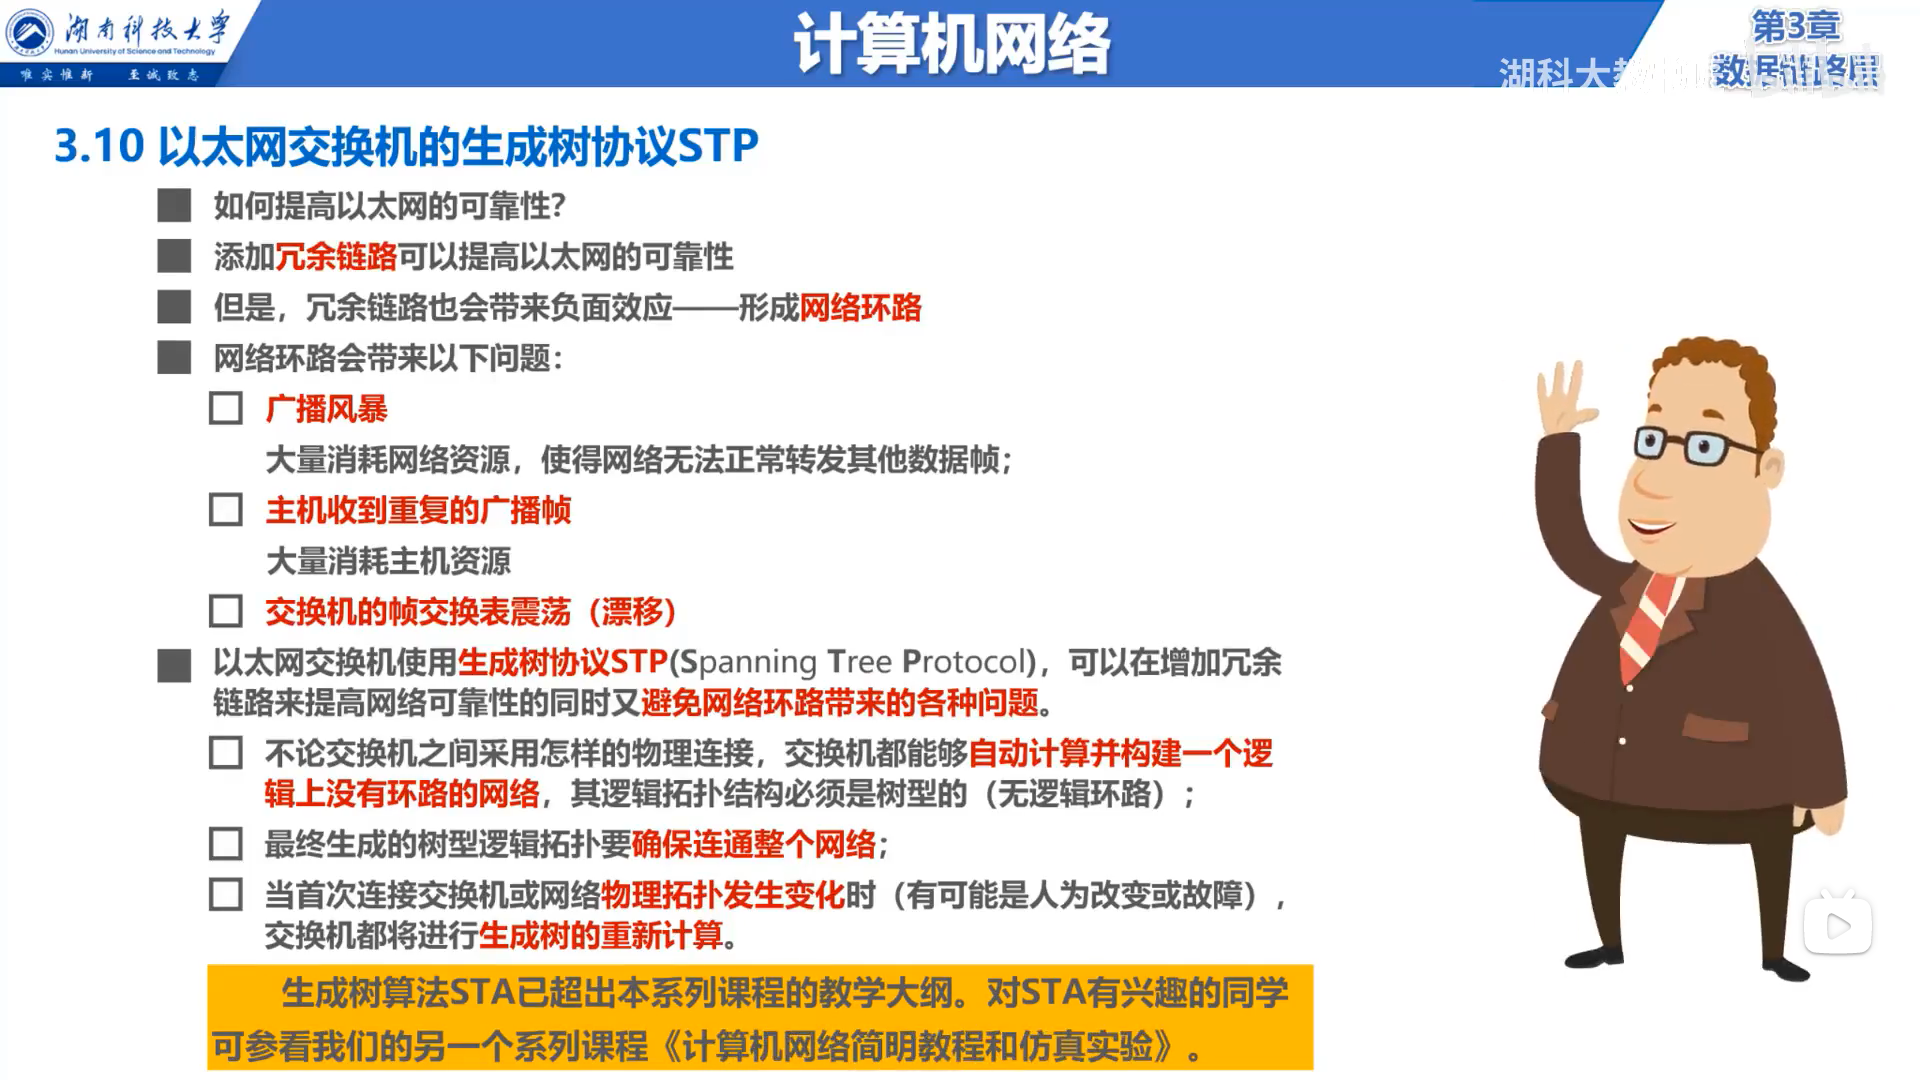 湖南科技大学
Hunan University of Science and Technology
唯实惟新 至诚致志
计算机网络
第3章
数据链路层
湖科大教书匠
3.10 以太网交换机的生成树协议STP
如何提高以太网的可靠性?
添加冗余链路可以提高以太网的可靠性
但是，冗余链路也会带来负面效应——形成网络环路
网络环路会带来以下问题：
广播风暴
大量消耗网络资源，使得网络无法正常转发其他数据帧；
主机收到重复的广播帧
大量消耗主机资源
交换机的帧交换表震荡（漂移）
以太网交换机使用生成树协议STP(Spanning Tree Protocol)，可以在增加冗余
链路来提高网络可靠性的同时又避免网络环路带来的各种问题。
不论交换机之间采用怎样的物理连接，交换机都能够自动计算并构建一个逻
辑上没有环路的网络，其逻辑拓扑结构必须是树型的（无逻辑环路）；
最终生成的树型逻辑拓扑要确保连通整个网络；
当首次连接交换机或网络物理拓扑发生变化时（有可能是人为改变或故障），
交换机都将进行生成树的重新计算。
生成树算法STA已超出本系列课程的教学大纲。对STA有兴趣的同学
可参看我们的另一个系列课程《计算机网络简明教程和仿真实验》。